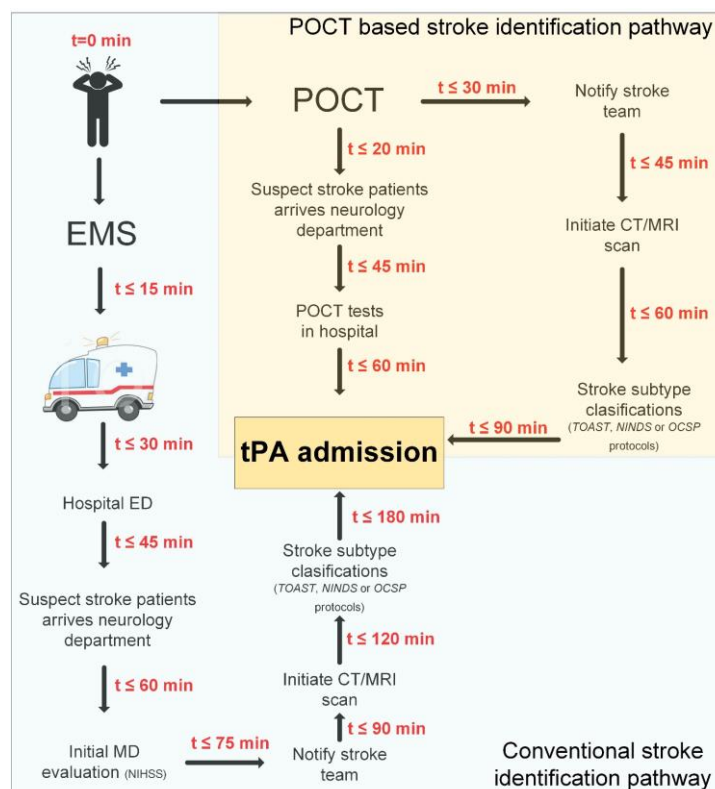 POCT based stroke identification pathway
t=0 min
POCT
t ≤ 30 min
Notify stroke
team
t ≤ 20 min
t ≤ 45 min
Suspect stroke patients
arrives neurology
department
Initiate CT/MRI
scan
t ≤ 45 min
POCT tests
in hospital
t ≤ 60 min
t ≤ 60 min
Stroke subtype
clasifications
(TOAST, NINDS or OCSP
protocols)
t ≤ 90 min
tPA admission
EMS
t ≤ 15 min
t ≤ 30 min
Hospital ED
t ≤ 45 min
Suspect stroke patients
arrives neurology
department
t ≤ 60 min
Initial MD
evaluation (NIHSS)
t ≤ 75 min
Notify stroke
team
t ≤ 90 min
Initiate CT/MRI
scan
t ≤ 120 min
Stroke subtype
clasifications
(TOAST, NINDS or OCSP
protocols)
t ≤ 180 min
Conventional stroke
identification pathway